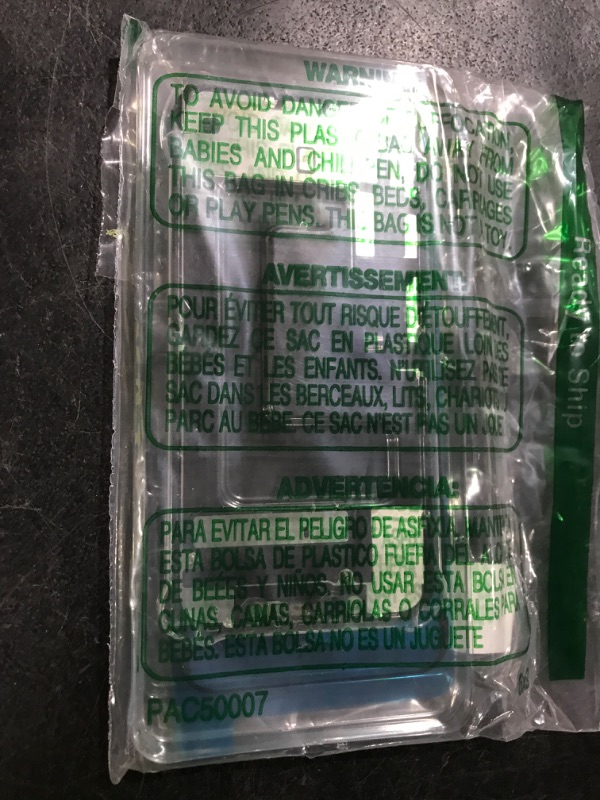 WARNING
TO AVOID DANGER OF SUFFOCATION,
KEEP THIS PLASTIC BAG AWAY FROM
BABIES AND CHILDREN, DO NOT USE
THIS BAG IN CRIBS, BEDS, CARRIAGES
OR PLAY PENS. THIS BAG IS NOT TOY.
AVERTISSEMENT
POUR ÉVITER TOUT RISQUE D'ÉTOUFFEMENT,
GARDEZ CE SAC EN PLASTIQUE LOIN DES
BÉBÉS ET LES ENFANTS. N'UTILISEZ PAS CE
SAC DANS LES BERCEAUX, LITS, CHARIOTS,
PARC AU BÉBÉ. CE SAC N'EST PAS UN JOUE
ADVERTENCIA:
PARA EVITAR EL PELIGRO DE ASFIXIA, MANTENGA
ESTA BOLSA DE PLASTICO FUERA DEL
DE BEBES Y NIÑOS. NO USAR ESTA BOLSA EN
CUNAS, CAMAS, CARRIOLAS O CORRALES PARA
BEBES. ESTA BOLSA NO ES UN JUGUETE
PAC50007
Ready to Ship